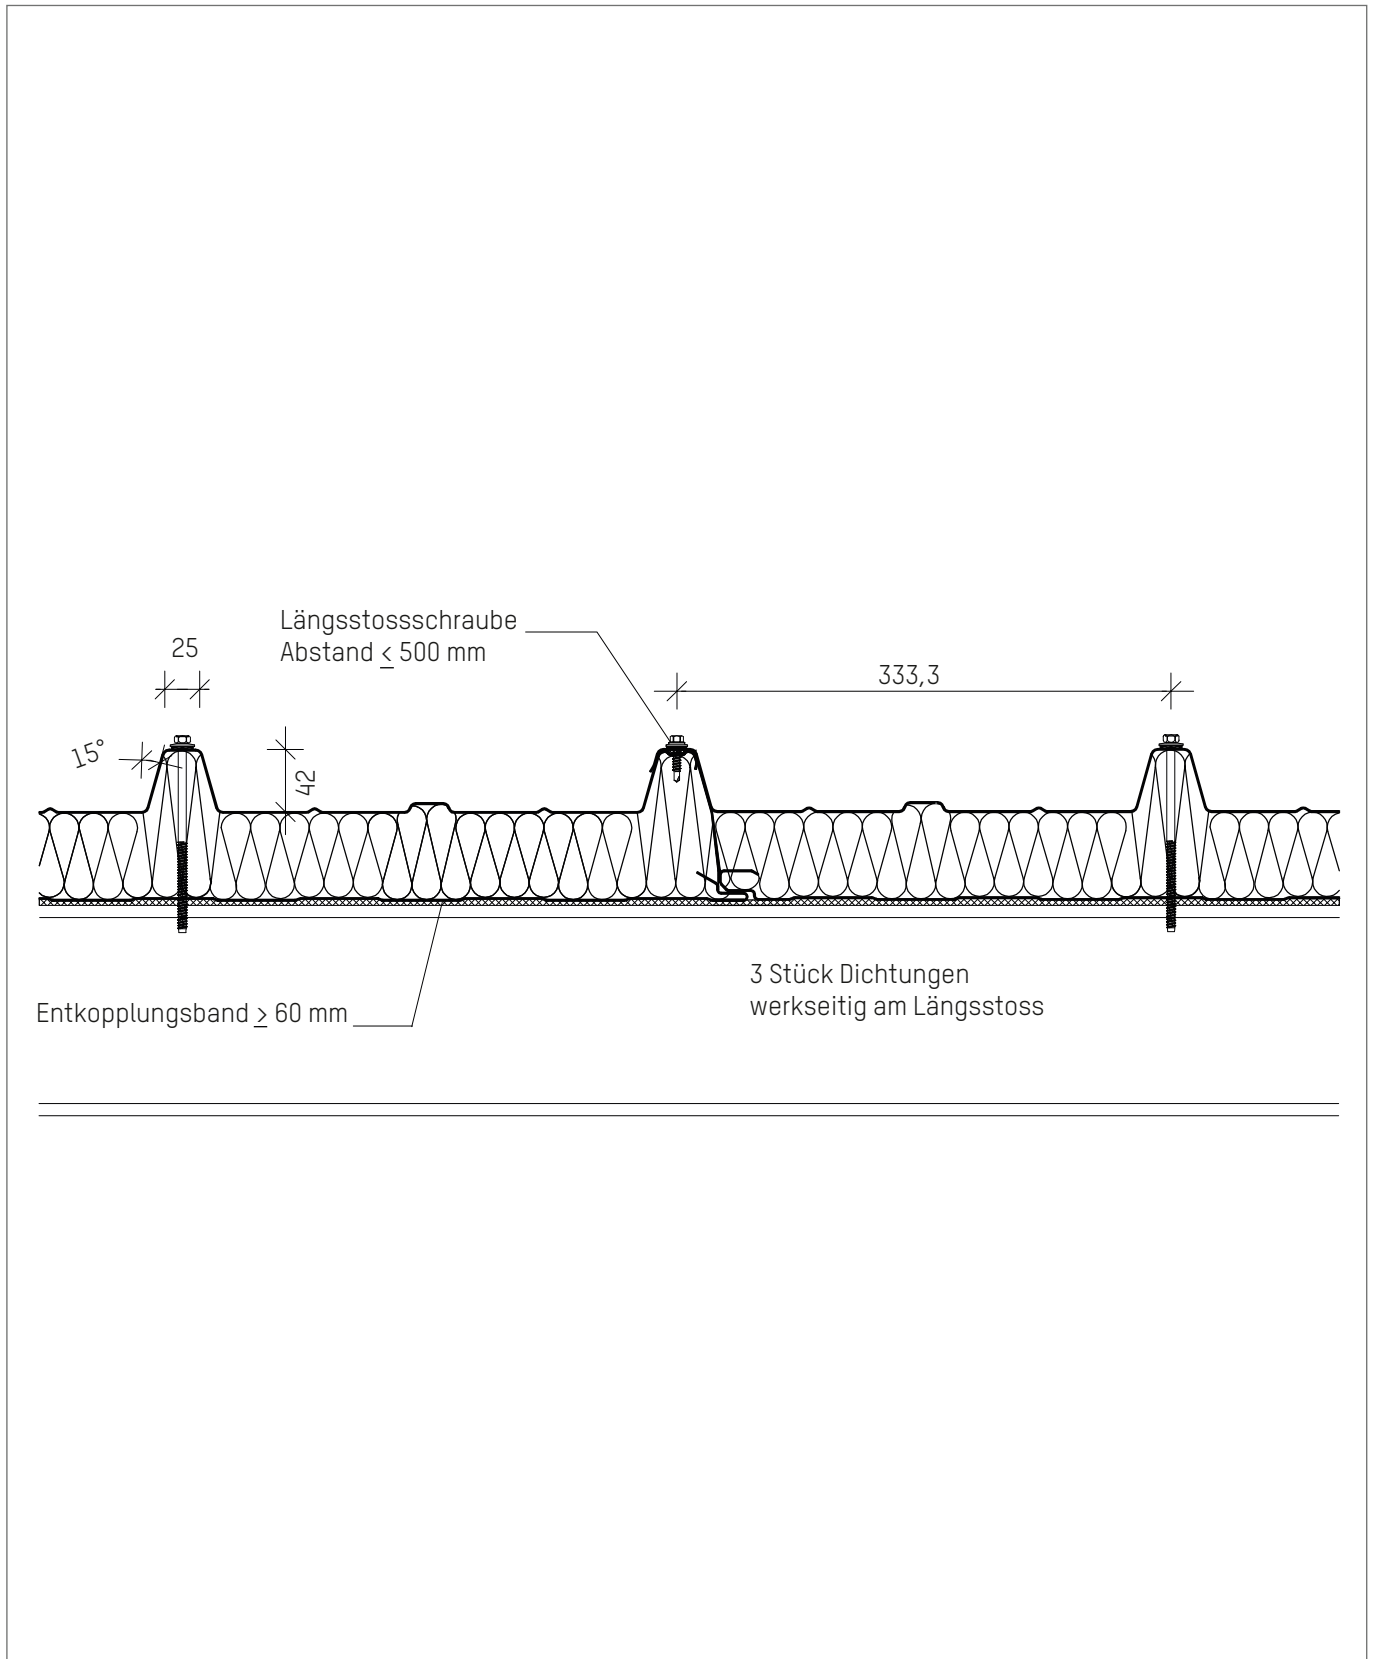 Längsstossschraube
Abstand ≤ 500 mm
25
333,3
15°
42
3 Stück Dichtungen
werkseitig am Längsstoss
Entkopplungsband ≥ 60 mm